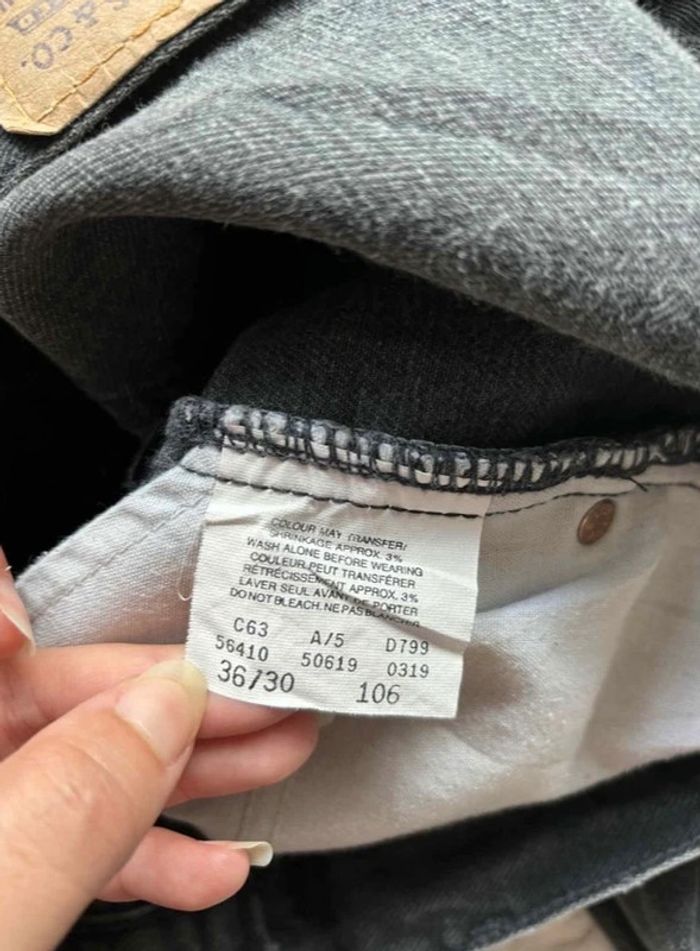 & CO.
COLOUR MAY TRANSFER/
SHRINKAGE APPROX. 3%
WASH ALONE BEFORE WEARING
COULEUR PEUT TRANSFÉRER
RÉTRÉCISSEMENT APPROX. 3%
LAVER SEUL AVANT DE PORTER
DO NOT BLEACH. NE PAS BLANCHIR
C63 A/5 D799
56410 50619 0319
36/30 106